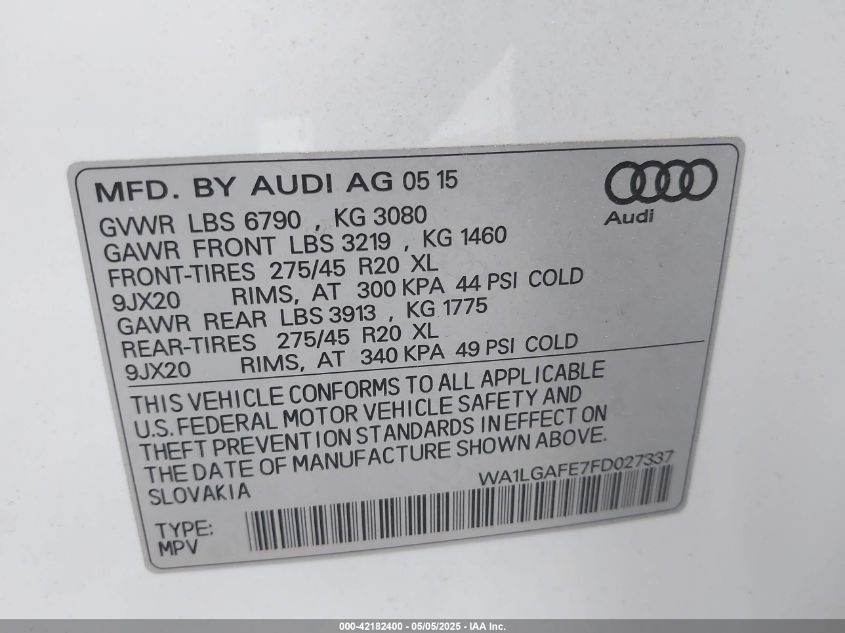 MFD. BY AUDI AG 05 15
Audi
GVWR LBS 6790 , KG 3080
GAWR FRONT LBS 3219 , KG 1460
FRONT-TIRES 275/45 R20 XL
9JX20 RIMS, AT 300 KPA 44 PSI COLD
GAWR REAR LBS 3913 , KG 1775
REAR-TIRES 275/45 R20 XL
9JX20 RIMS, AT 340 KPA 49 PSI COLD
THIS VEHICLE CONFORMS TO ALL APPLICABLE
U.S. FEDERAL MOTOR VEHICLE SAFETY AND
THEFT PREVENTION STANDARDS IN EFFECT ON
THE DATE OF MANUFACTURE SHOWN ABOVE.
SLOVAKIA
WA1LGAFE7FD027337
TYPE:
MPV
000-42182400 - 05/05/2025 - IAA Inc.